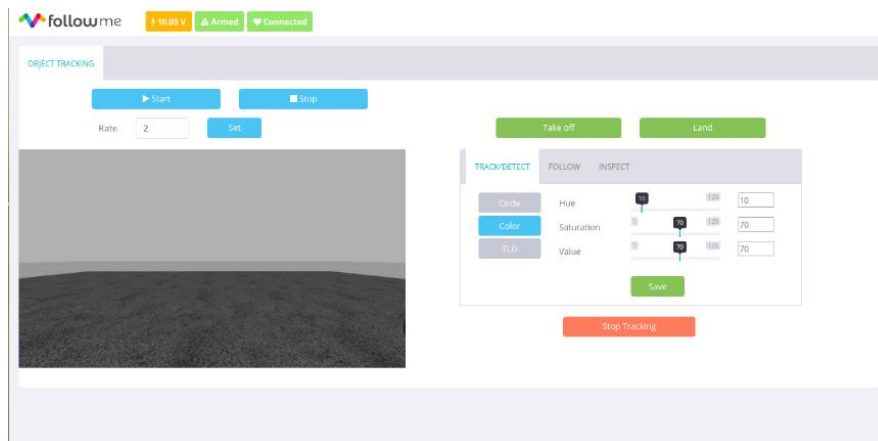 followme 10.05 V Armed Connected
OBJECT TRACKING
Start Stop
Rate 2 Set
Take off Land
TRACK/DETECT FOLLOW INSPECT
Circle Hue 10 125 10
Color Saturation 70 125 70
TLD Value 70 125 70
Save
Stop Tracking